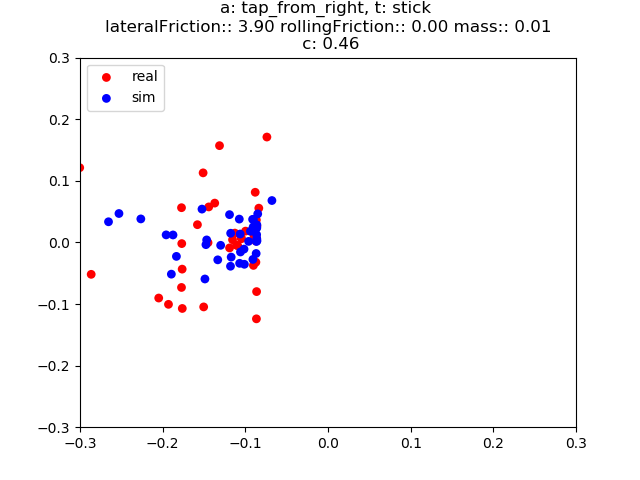 a: tap_from_right, t: stick
lateralFriction:: 3.90 rollingFriction:: 0.00 mass:: 0.01
c: 0.46
real
sim
0.3
0.2
0.1
0.0
−0.1
−0.2
−0.3
−0.3 −0.2 −0.1 0.0 0.1 0.2 0.3